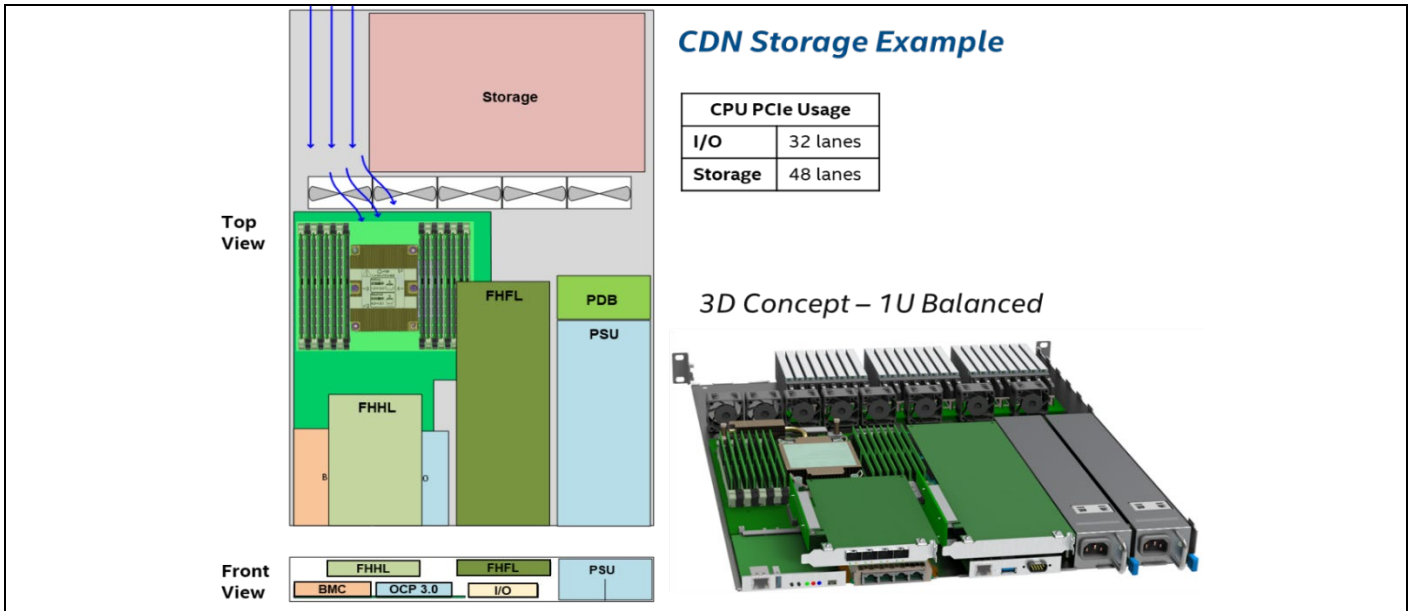 CDN Storage Example
Storage
CPU PCIe Usage
I/O 32 lanes
Storage 48 lanes
Top
View
FHFL
PDB
PSU
FHHL
B
O
3D Concept – 1U Balanced
Front
View
FHHL
FHFL
PSU
BMC
OCP 3.0
I/O